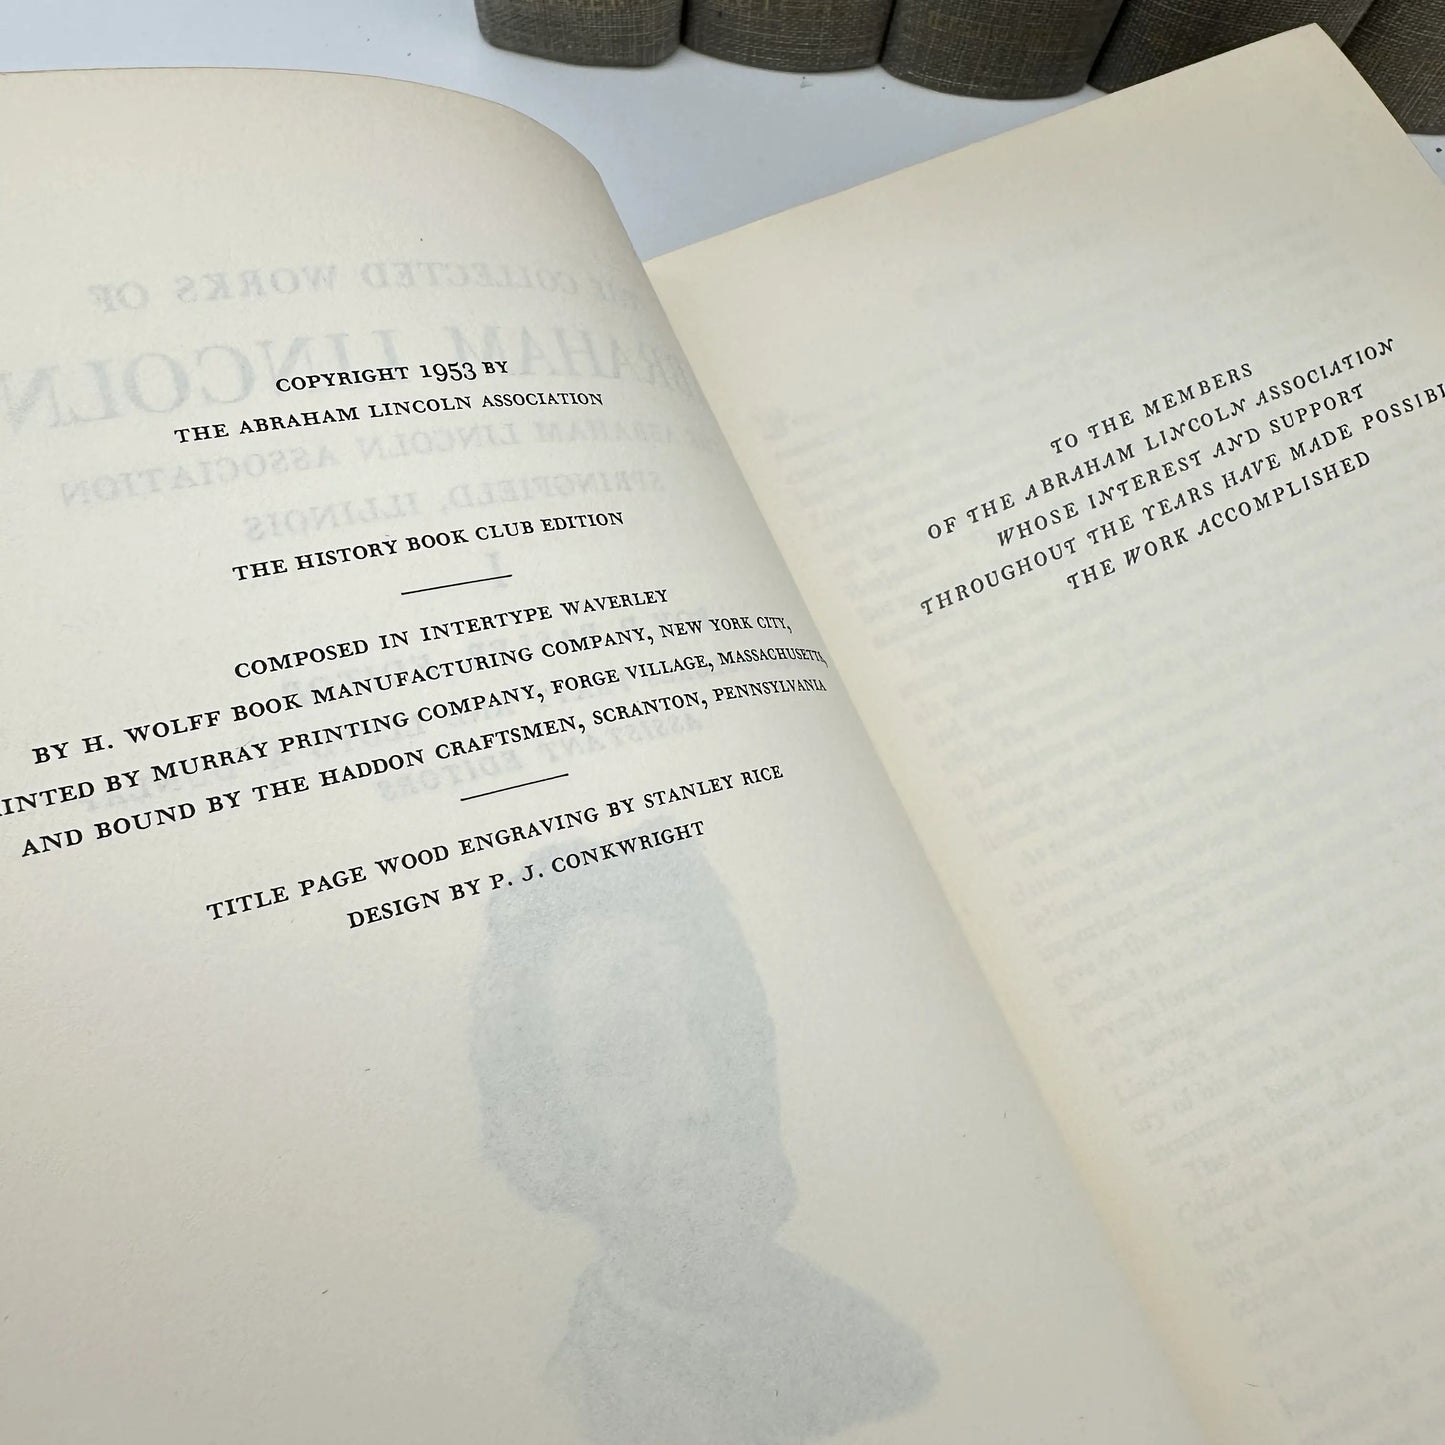 COPYRIGHT 1953 BY
THE ABRAHAM LINCOLN ASSOCIATION
THE HISTORY BOOK CLUB EDITION
COMPOSED IN INTERTYPE WAVERLEY
BY H. WOLFF BOOK MANUFACTURING COMPANY, NEW YORK CITY,
INTED BY MURRAY PRINTING COMPANY, FORGE VILLAGE, MASSACHUSETTS,
AND BOUND BY THE HADDON CRAFTSMEN, SCRANTON, PENNSYLVANIA
TITLE PAGE WOOD ENGRAVING BY STANLEY RICE
DESIGN BY P. J. CONKWRIGHT
TO THE MEMBERS
OF THE ABRAHAM LINCOLN ASSOCIATION
WHOSE INTEREST AND SUPPORT
THROUGHOUT THE YEARS HAVE MADE POSSIBL
THE WORK ACCOMPLISHED